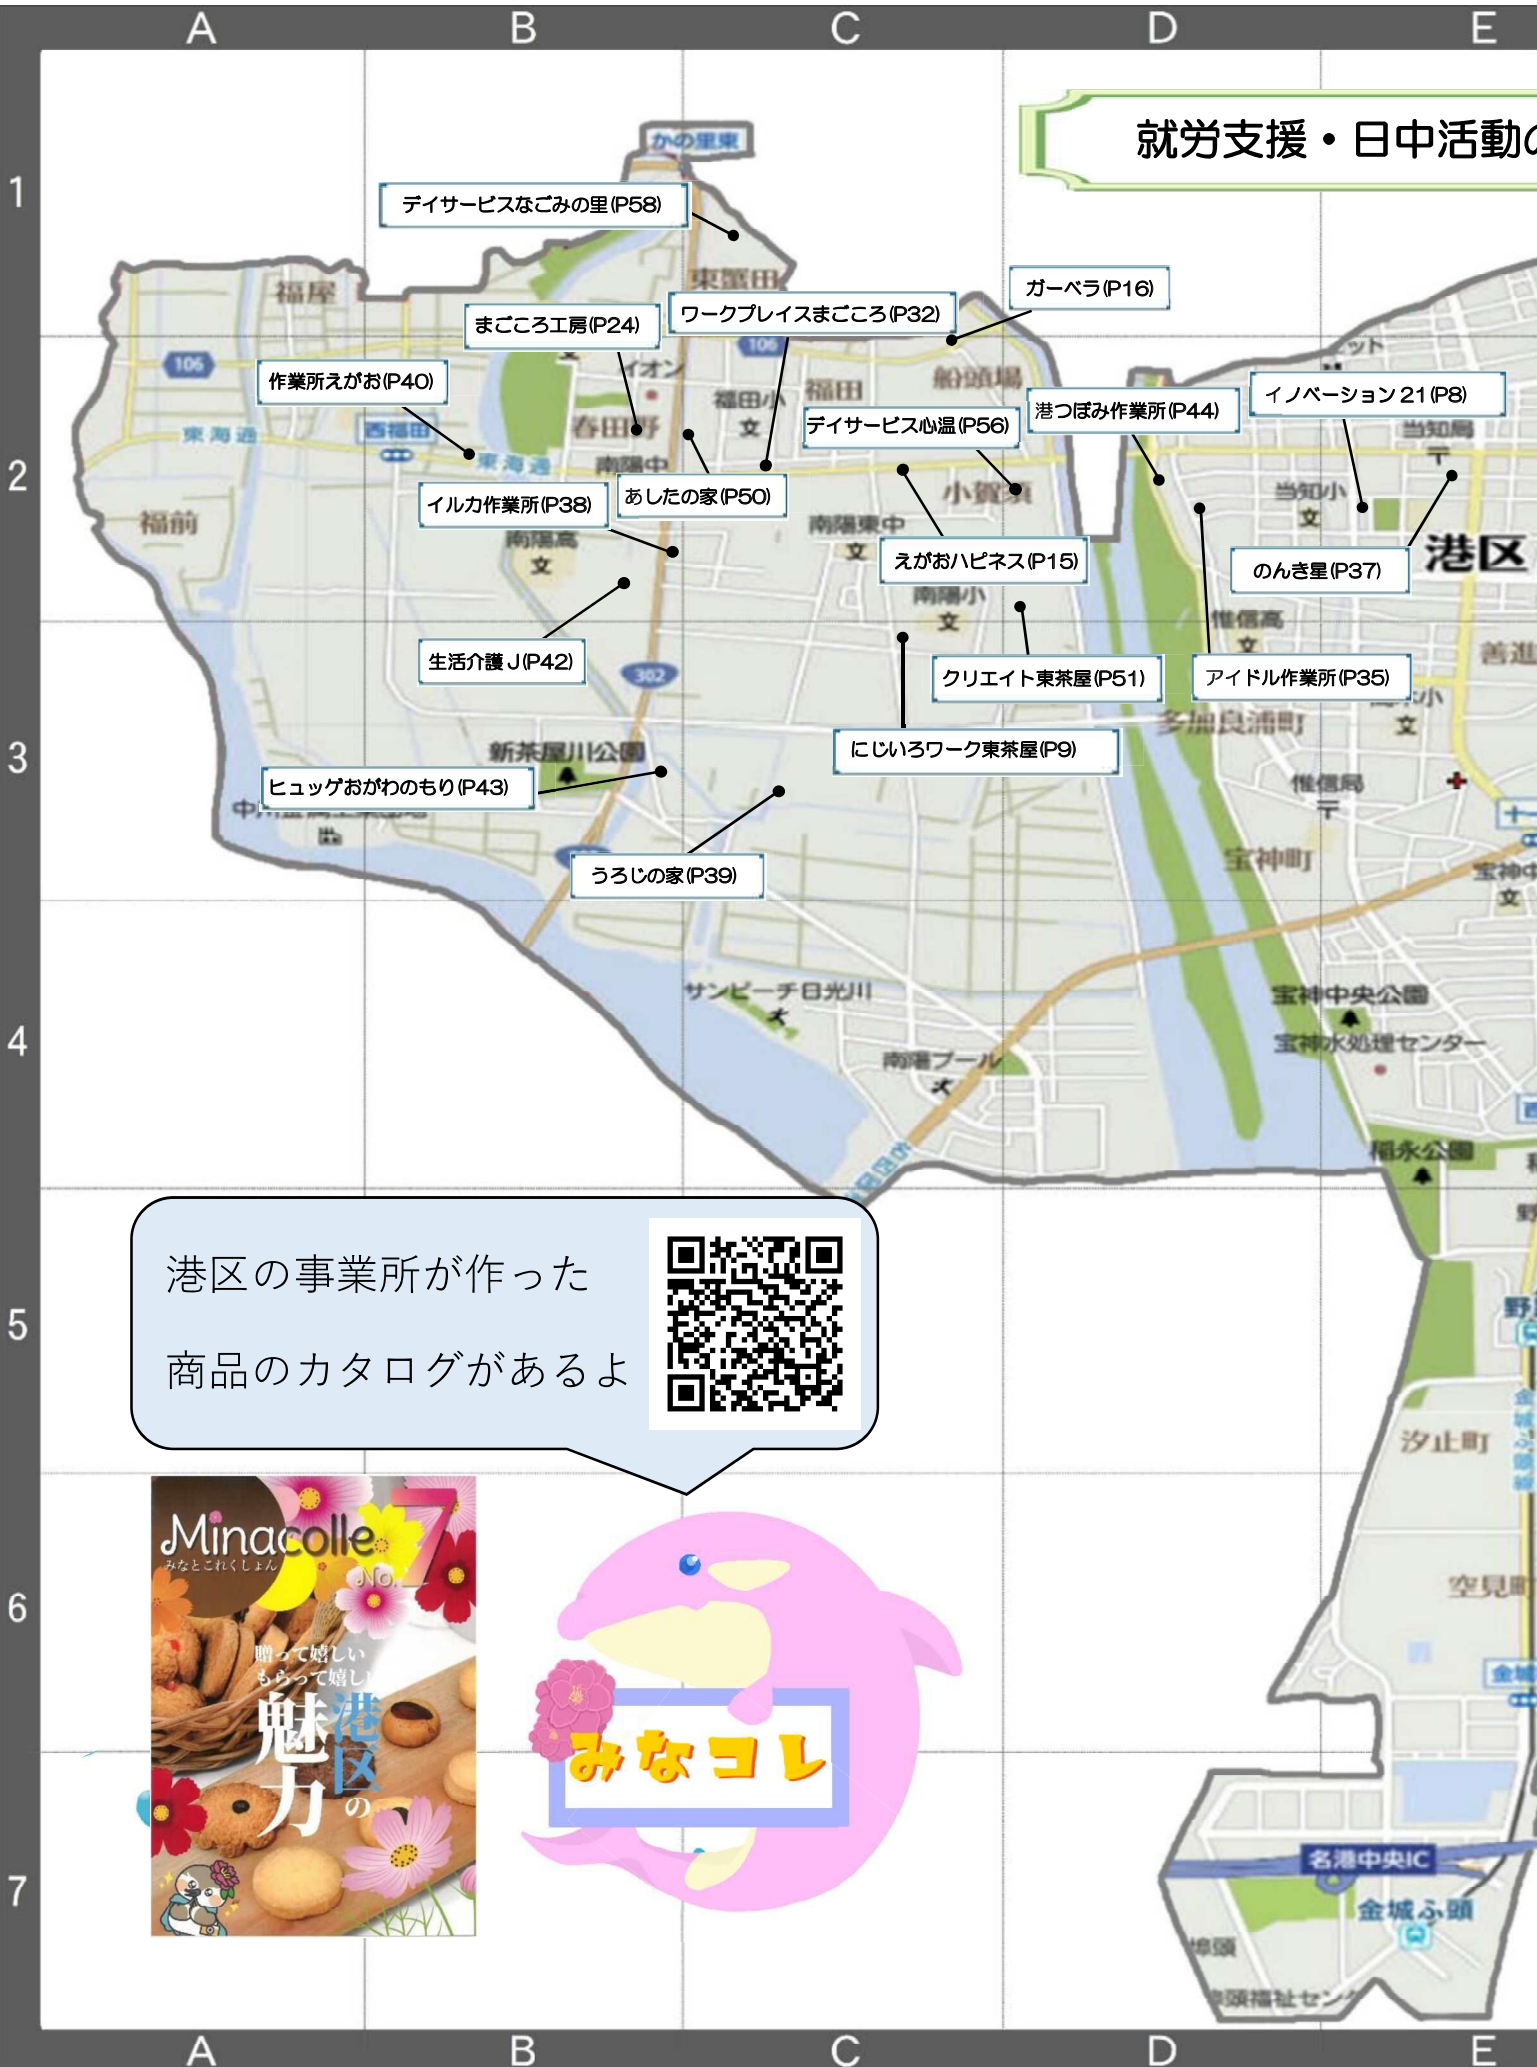 A B C D E
就労支援・日中活動の
かの里東
1
デイサービスなごみの里(P58)
東蟹田
福屋
ガーベラ(P16)
まごころ工房(P24)
ワークプレイスまごころ(P32)
106
106
イオン
作業所えがお(P40)
福田
船頭場
イノベーション21(P8)
福田小
港つぼみ作業所(P44)
デイサービス心温(P56)
西福田
春田野
当知局
東海通
東海通
南陽中
2
あしたの家(P50)
小賀須
当知小
イルカ作業所(P38)
福前
南陽東中
南陽高
港区
えがおハピネス(P15)
のんき星(P37)
南陽小
惟信高
生活介護J(P42)
善進
302
クリエイト東茶屋(P51)
アイドル作業所(P35)
多加良浦町
新茶屋川公園
にじいろワーク東茶屋(P9)
3
ヒュッゲおがわのもり(P43)
惟信局
宝神町
うろじの家(P39)
宝神中
サンビーチ日光川
宝神中央公園
4
宝神水処理センター
南陽プール
稲永公園
港区の事業所が作った
商品のカタログがあるよ
5
汐止町
Minacolle
みなとこれくしょん
No.7
空見町
6
贈って嬉しい
もらって嬉しい
港区の
魅力
みなコレ
名港中央IC
7
金城ふ頭
埠頭
A B C D E